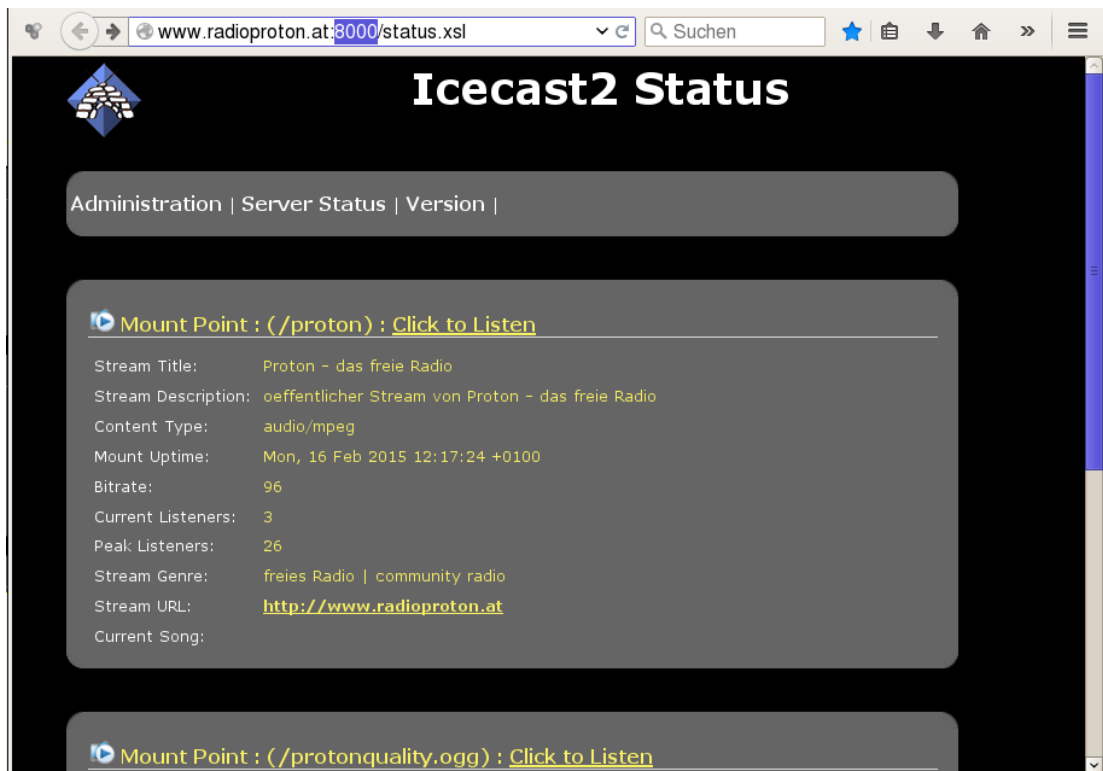 www.radioproton.at:8000/status.xsl Suchen
Icecast2 Status
Administration | Server Status | Version |
Mount Point : (/proton) : Click to Listen
Stream Title: Proton - das freie Radio
Stream Description: oeffentlicher Stream von Proton - das freie Radio
Content Type: audio/mpeg
Mount Uptime: Mon, 16 Feb 2015 12:17:24 +0100
Bitrate: 96
Current Listeners: 3
Peak Listeners: 26
Stream Genre: freies Radio | community radio
Stream URL: http://www.radioproton.at
Current Song:
Mount Point : (/protonquality.ogg) : Click to Listen